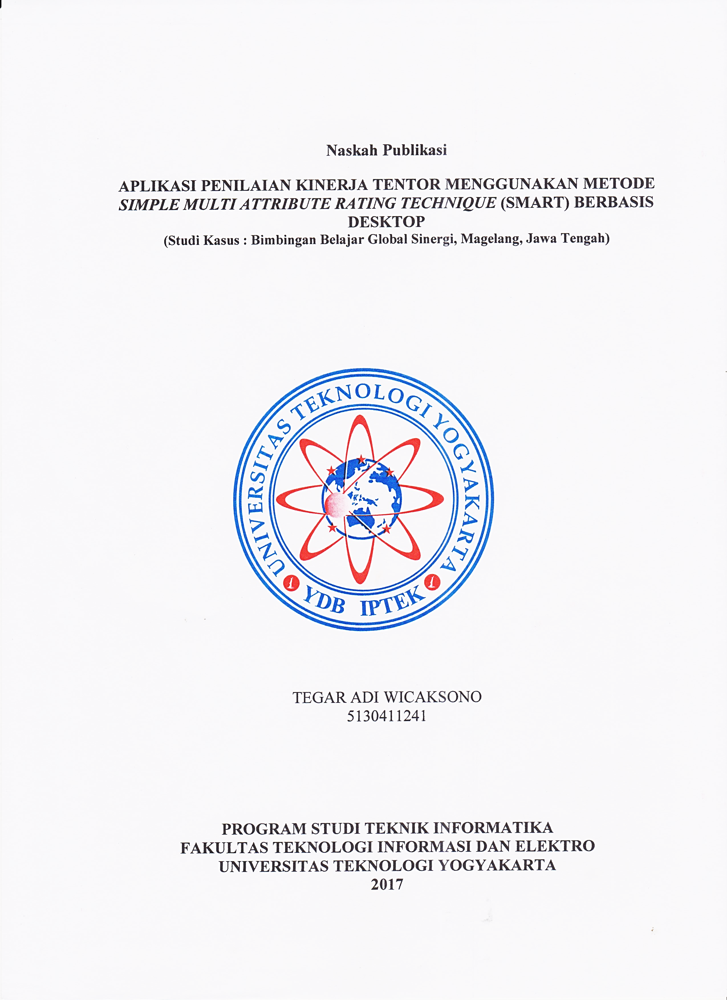 Naskah Publikasi
APLIKASI PENILAIAN KINERJA TENTOR MENGGUNAKAN METODE
SIMPLE MULTI ATTRIBUTE RATING TECHNIQUE (SMART) BERBASIS
DESKTOP
(Studi Kasus : Bimbingan Belajar Global Sinergi, Magelang, Jawa Tengah)
UNIVERSITAS TEKNOLOGI YOGYAKARTA
YDB IPTEK
TEGAR ADI WICAKSONO
5130411241
PROGRAM STUDI TEKNIK INFORMATIKA
FAKULTAS TEKNOLOGI INFORMASI DAN ELEKTRO
UNIVERSITAS TEKNOLOGI YOGYAKARTA
2017